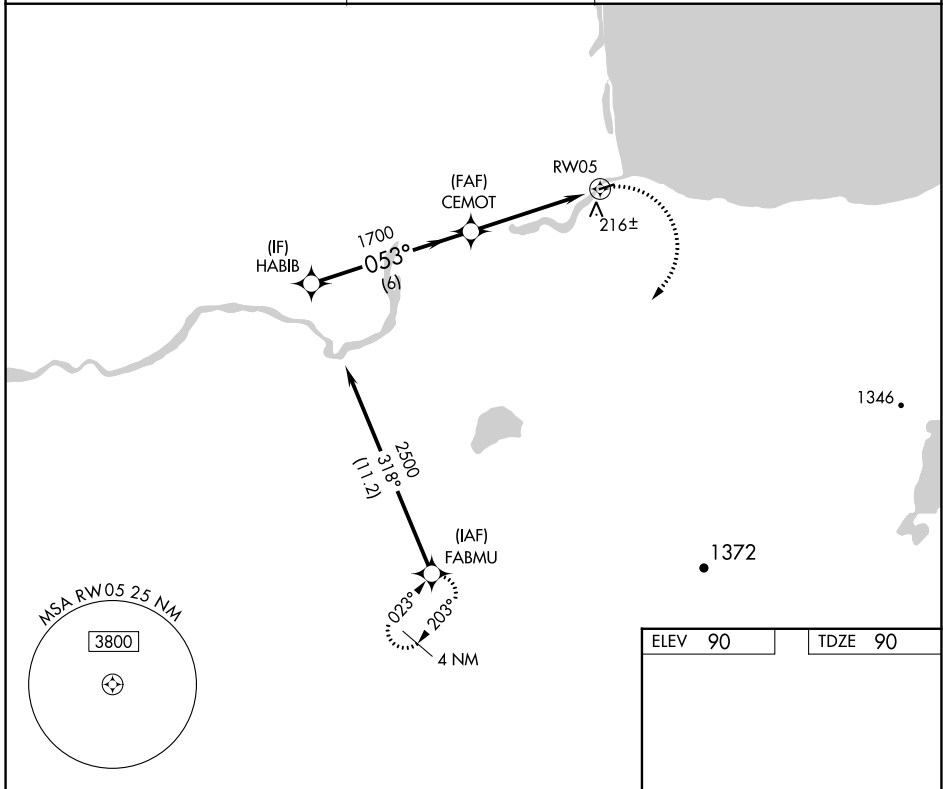 RW05
216±
(FAF)
CEMOT
1700
053°
(6)
(IF)
HABIB
1346
2500
318°
(11.2)
(IAF)
FABMU
1372
023°
203°
4 NM
MSA RW05 25 NM
3800
ELEV 90
TDZE 90